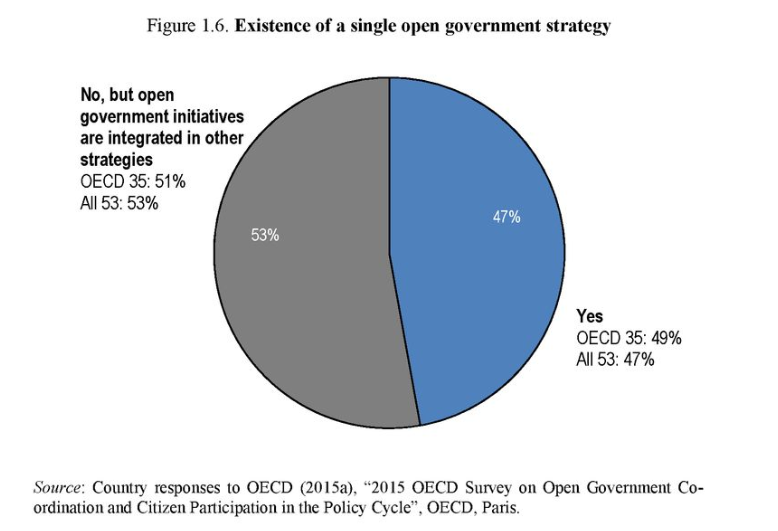 Figure 1.6. Existence of a single open government strategy
No, but open
government initiatives
are integrated in other
strategies
OECD 35: 51%
All 53: 53%
53%
47%
Yes
OECD 35: 49%
All 53: 47%
Source: Country responses to OECD (2015a), “2015 OECD Survey on Open Government Co-
ordination and Citizen Participation in the Policy Cycle”, OECD, Paris.